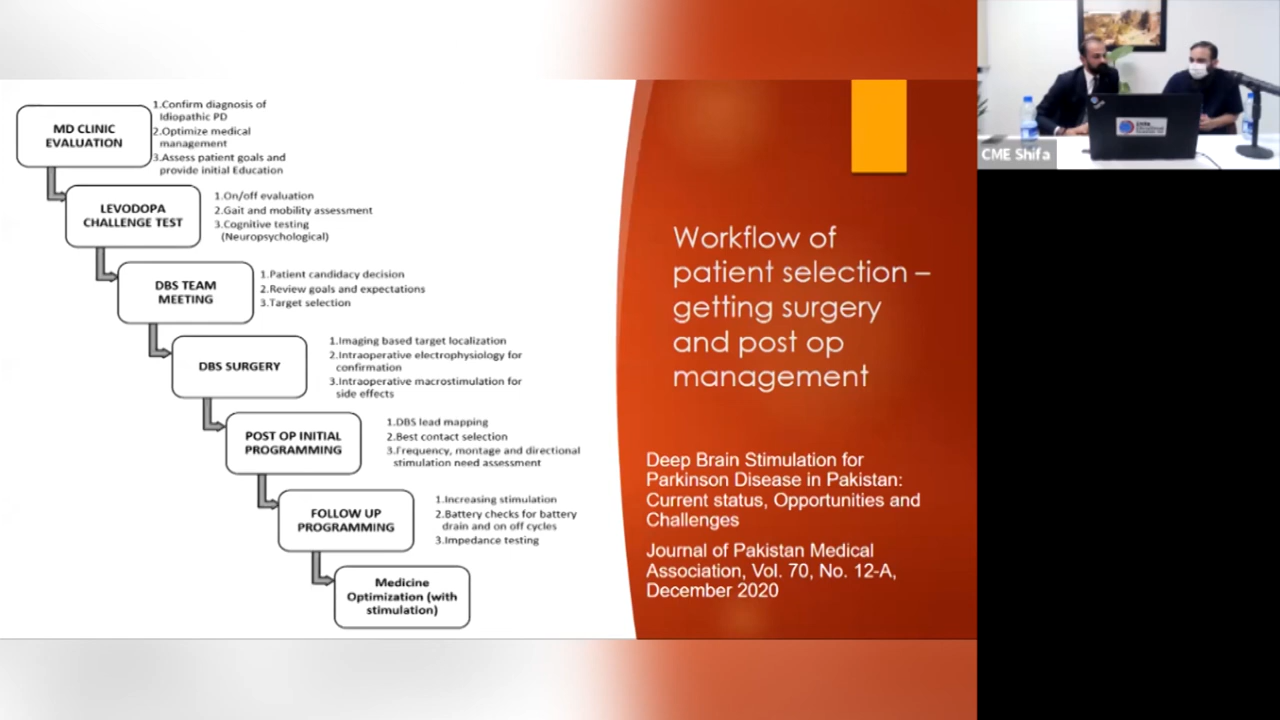 MD CLINIC
EVALUATION
1.Confirm diagnosis of
Idiopathic PD
2.Optimize medical
management
3.Assess patient goals and
provide initial Education
LEVODOPA
CHALLENGE TEST
1.On/off evaluation
2.Gait and mobility assessment
3.Cognitive testing
(Neuropsychological)
DBS TEAM
MEETING
1.Patient candidacy decision
2.Review goals and expectations
3.Target selection
DBS SURGERY
1.Imaging based target localization
2.Intraoperative electrophysiology for
confirmation
3.Intraoperative macrostimulation for
side effects
POST OP INITIAL
PROGRAMMING
1.DBS lead mapping
2.Best contact selection
3.Frequency, montage and directional
stimulation need assessment
FOLLOW UP
PROGRAMMING
1.Increasing stimulation
2.Battery checks for battery
drain and on off cycles
3.Impedance testing
Medicine
Optimization (with
stimulation)
Workflow of
patient selection –
getting surgery
and post op
management
Deep Brain Stimulation for
Parkinson Disease in Pakistan:
Current status, Opportunities and
Challenges
Journal of Pakistan Medical
Association, Vol. 70, No. 12-A,
December 2020
CME Shifa